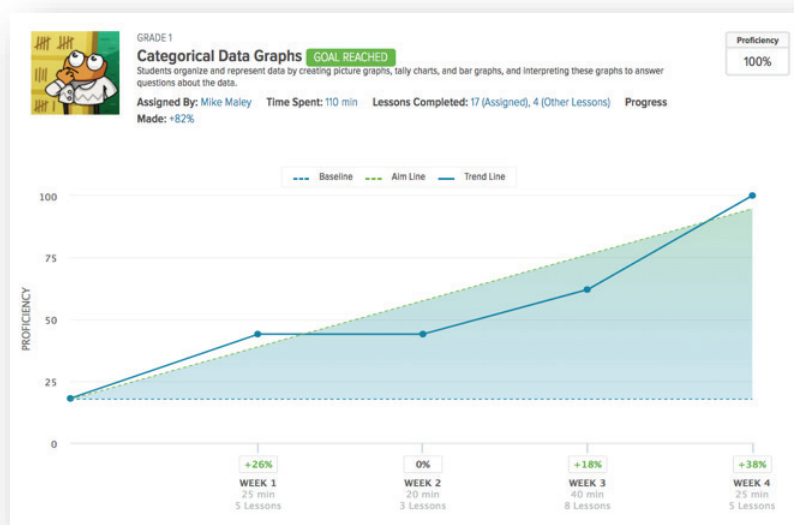 GRADE 1
Categorical Data Graphs GOAL REACHED
Students organize and represent data by creating picture graphs, tally charts, and bar graphs, and interpreting these graphs to answer
questions about the data.
Assigned By: Mike Maley Time Spent: 110 min Lessons Completed: 17 (Assigned), 4 (Other Lessons) Progress
Made: +82%
Proficiency
100%
Baseline Aim Line Trend Line
PROFICIENCY
100
75
50
25
0
+26% 0% +18% +38%
WEEK 1 WEEK 2 WEEK 3 WEEK 4
25 min 20 min 40 min 25 min
5 Lessons 3 Lessons 8 Lessons 5 Lessons